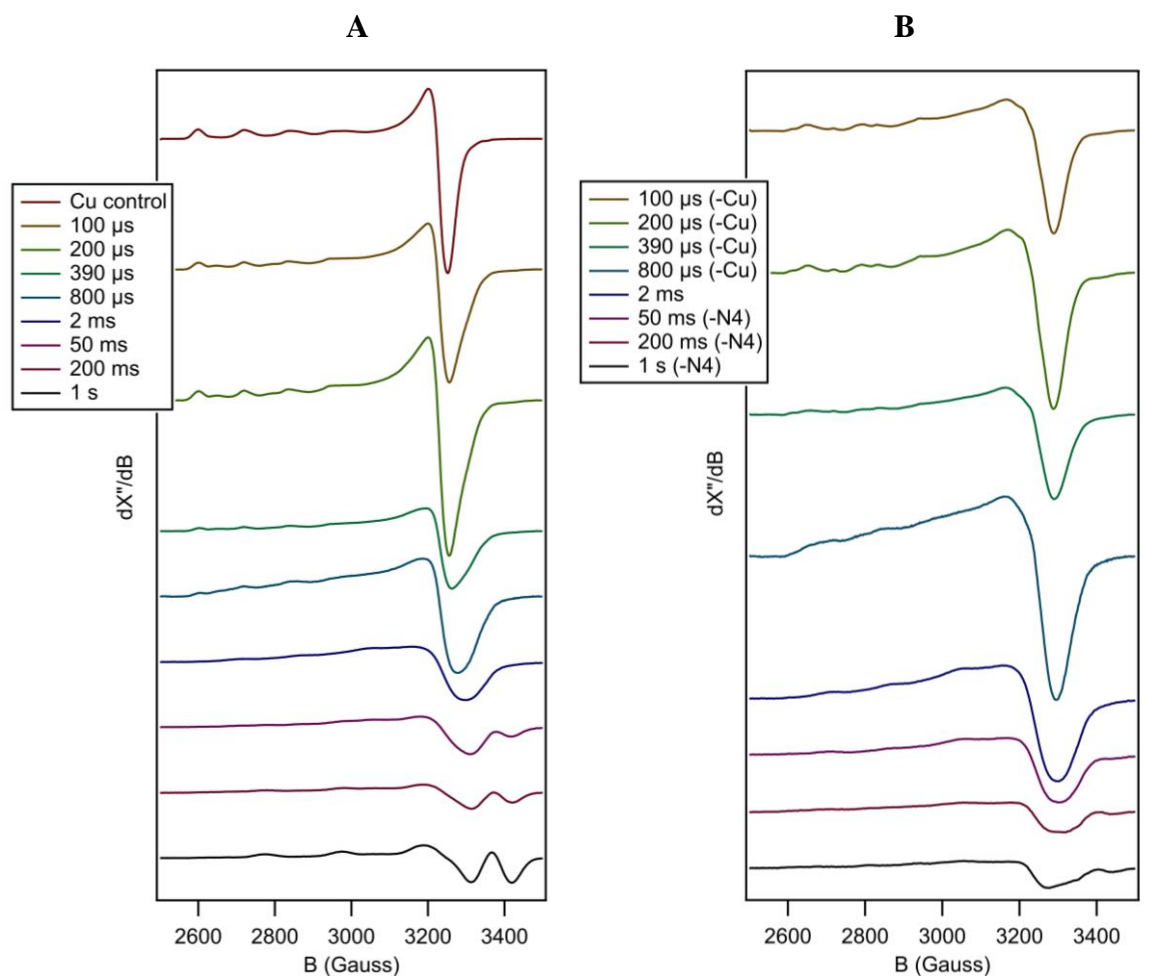 A
B
Cu control
100 µs
200 µs
390 µs
800 µs
2 ms
50 ms
200 ms
1 s
dX"/dB
2600 2800 3000 3200 3400
B (Gauss)
100 µs (-Cu)
200 µs (-Cu)
390 µs (-Cu)
800 µs (-Cu)
2 ms
50 ms (-N4)
200 ms (-N4)
1 s (-N4)
dX"/dB
2600 2800 3000 3200 3400
B (Gauss)